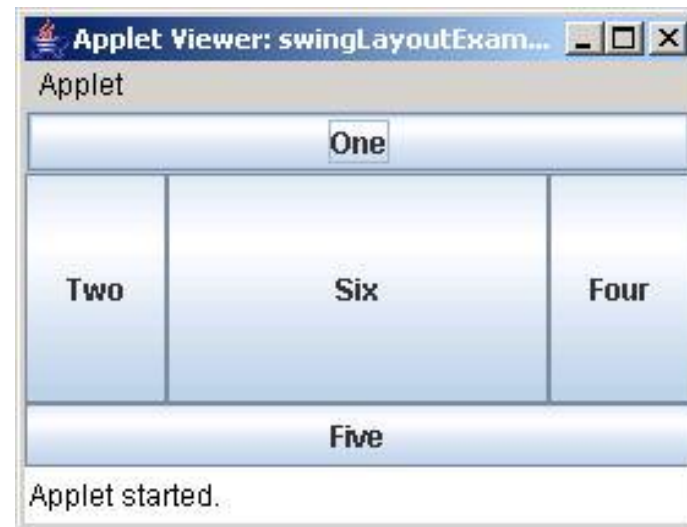 Applet Viewer: swingLayoutExam...
Applet
One
Two Six Four
Five
Applet started.